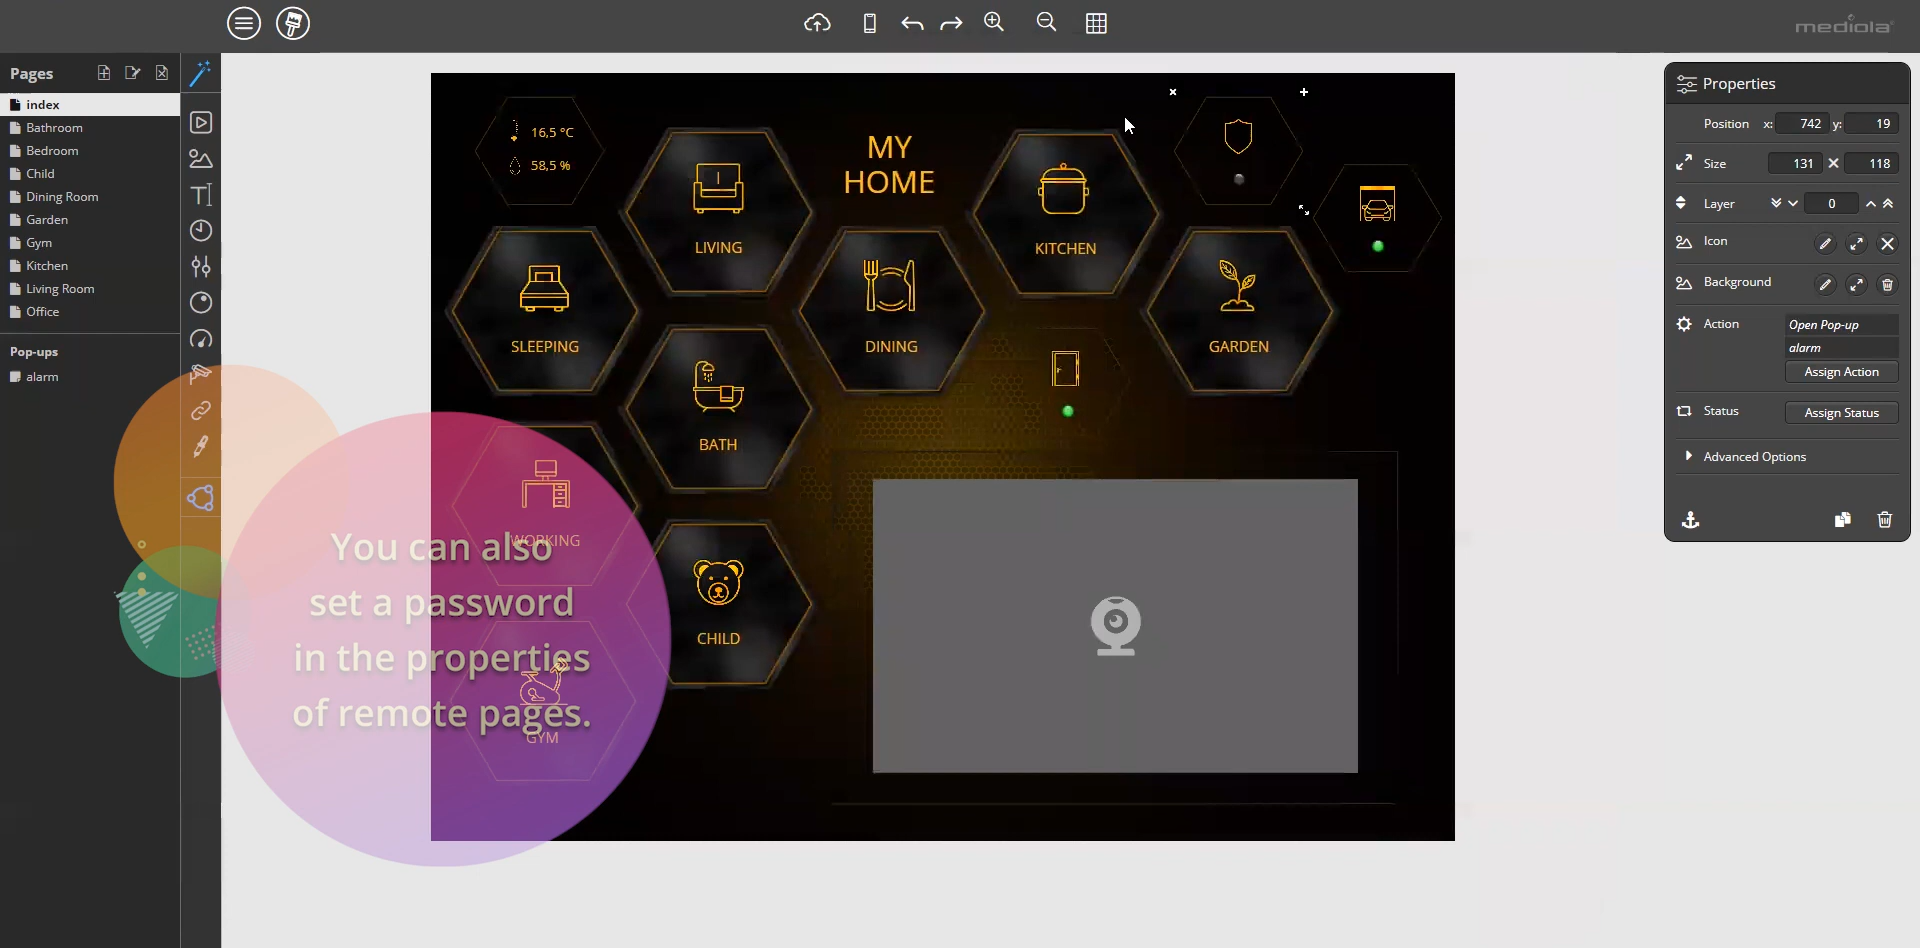 mediola
Pages
index
Bathroom
Bedroom
Child
Dining Room
Garden
Gym
Kitchen
Living Room
Office
Pop-ups
alarm
16,5 °C
58,5 %
MY
HOME
LIVING
KITCHEN
SLEEPING
DINING
GARDEN
BATH
WORKING
CHILD
GYM
You can also
set a password
in the properties
of remote pages.
Properties
Position x: 742 y: 19
Size 131 X 118
Layer 0
Icon
Background
Action Open Pop-up
alarm
Assign Action
Status Assign Status
Advanced Options